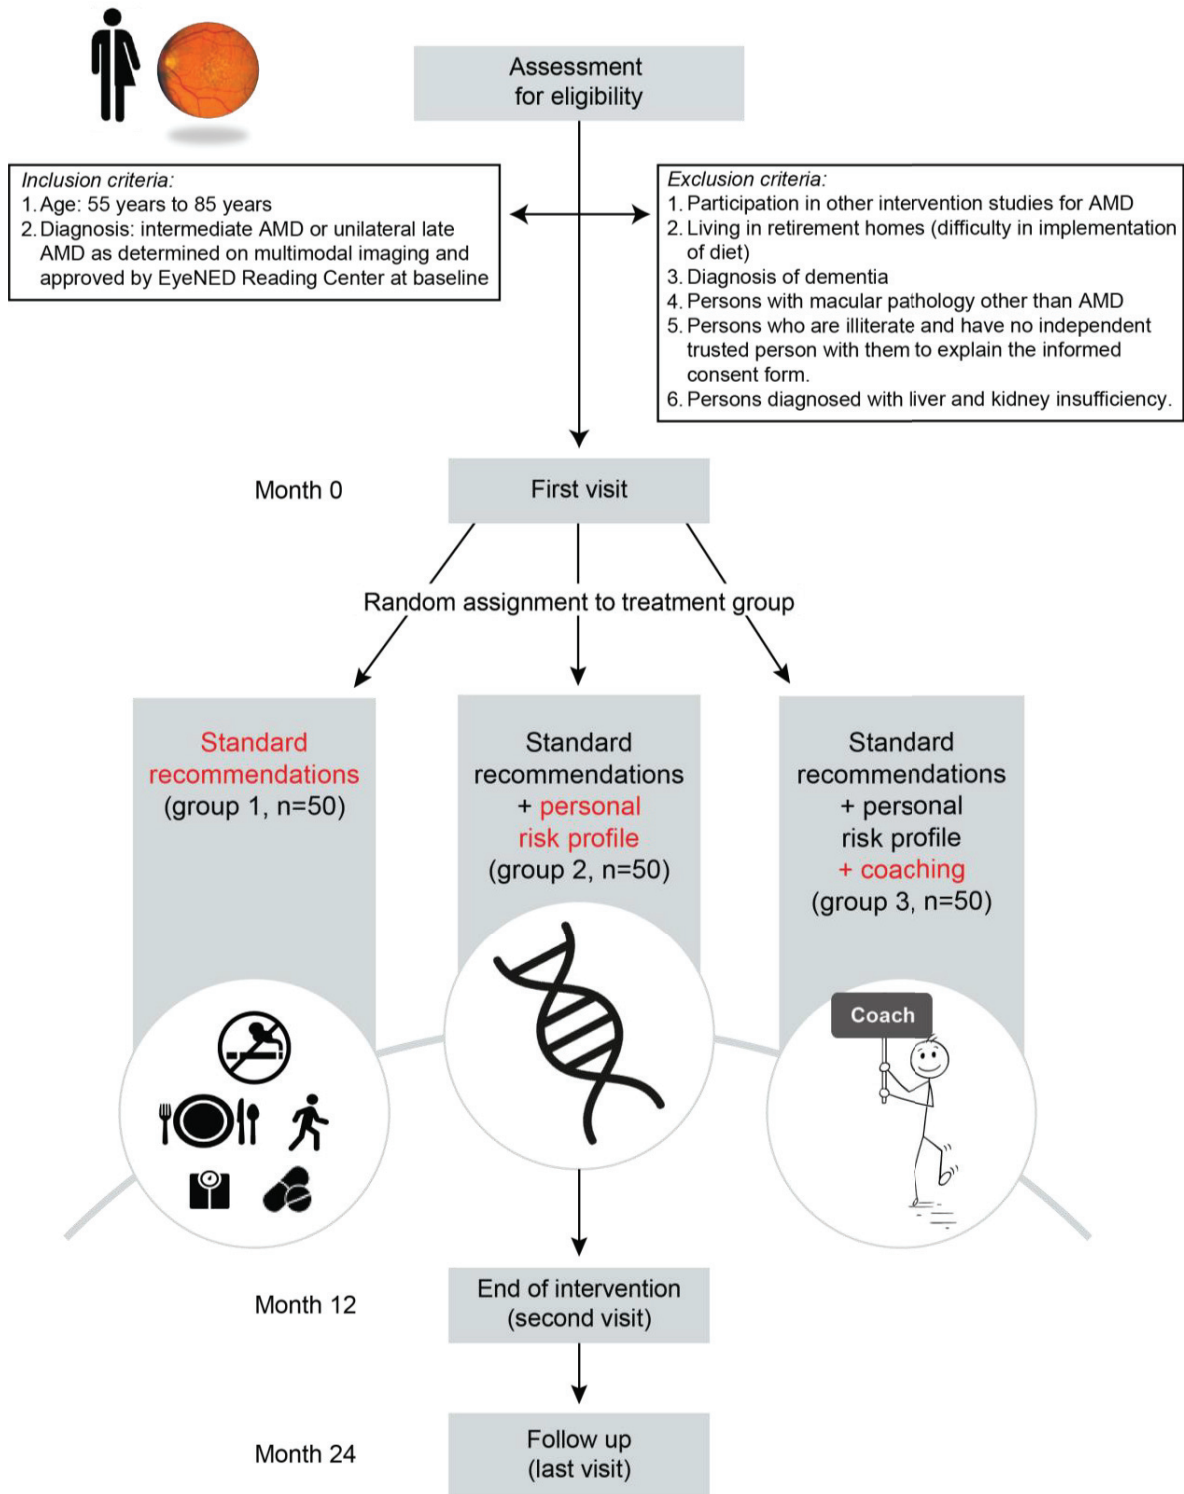 Assessment
for eligibility
Inclusion criteria:
1. Age: 55 years to 85 years
2. Diagnosis: intermediate AMD or unilateral late
AMD as determined on multimodal imaging and
approved by EyeNED Reading Center at baseline
Exclusion criteria:
1. Participation in other intervention studies for AMD
2. Living in retirement homes (difficulty in implementation
of diet)
3. Diagnosis of dementia
4. Persons with macular pathology other than AMD
5. Persons who are illiterate and have no independent
trusted person with them to explain the informed
consent form.
6. Persons diagnosed with liver and kidney insufficiency.
Month 0
First visit
Random assignment to treatment group
Standard
recommendations
(group 1, n=50)
Standard
recommendations
+ personal
risk profile
(group 2, n=50)
Standard
recommendations
+ personal
risk profile
+ coaching
(group 3, n=50)
Coach
Month 12
End of intervention
(second visit)
Month 24
Follow up
(last visit)